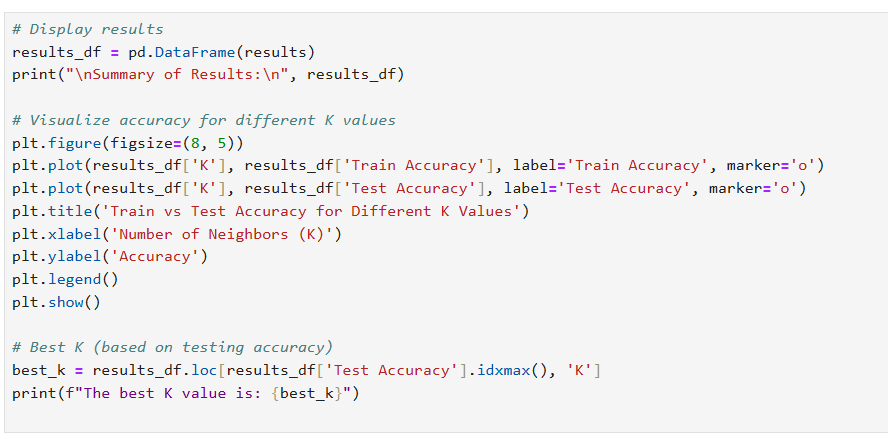 # Display results
results_df = pd.DataFrame(results)
print("\nSummary of Results:\n", results_df)
# Visualize accuracy for different K values
plt.figure(figsize=(8, 5))
plt.plot(results_df['K'], results_df['Train Accuracy'], label='Train Accuracy', marker='o')
plt.plot(results_df['K'], results_df['Test Accuracy'], label='Test Accuracy', marker='o')
plt.title('Train vs Test Accuracy for Different K Values')
plt.xlabel('Number of Neighbors (K)')
plt.ylabel('Accuracy')
plt.legend()
plt.show()
# Best K (based on testing accuracy)
best_k = results_df.loc[results_df['Test Accuracy'].idxmax(), 'K']
print(f"The best K value is: {best_k}")